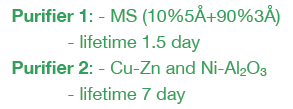 Purifier 1: - MS (10%5Å+90%3Å)
- lifetime 1.5 day
Purifier 2: - Cu-Zn and Ni-Al₂O₃
- lifetime 7 day